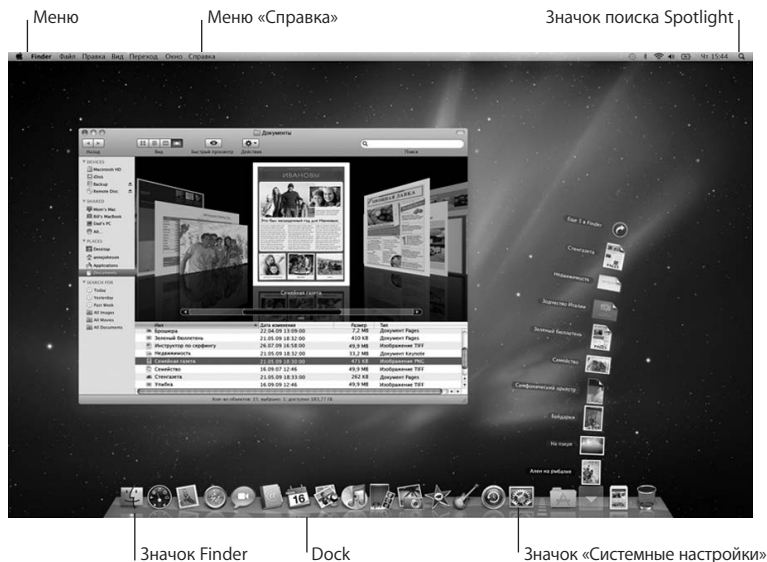 Меню
Меню «Справка»
Значок поиска Spotlight
Finder Файл Правка Вид Переход Окно Справка
Чт 15:44
Документы
Назад
Вид
Быстрый просмотр
Действие
Поиск
DEVICES
Macintosh HD
iDisk
Backup
Remote Disc
SHARED
Mom's Mac
Bill's MacBook
Dad's PC
All...
PLACES
Desktop
annejohnson
Applications
Documents
SEARCH FOR
Today
Yesterday
Past Week
All Images
All Movies
All Documents
ИВАНОВЫ
Семейная газета
Имя Дата изменения Размер Тип
Брошюра 22.04.09 13:09:00 7,2 MB Документ Pages
Зеленый бюллетень 21.05.09 18:32:00 410 KB Документ Pages
Инструктор по серфингу 26.07.09 16:58:00 49,9 MB Изображение TIFF
Недвижимость 21.05.09 18:32:00 33,2 MB Документ Keynote
Семейная газета 21.05.09 18:30:00 471 KB Изображение PNG
Семейство 16.09.07 12:46 49,9 MB Изображение TIFF
Стенгазета 21.05.09 18:33:00 262 KB Документ Pages
Улыбка 16.09.09 12:46 49,9 MB Изображение TIFF
Еще 3 в Finder
Стенгазета
Недвижимость
Зодчество Италии
Зеленый бюллетень
Семейство
Симфонический оркестр
Байдарка
На озере
Ален на рыбалке
16
Значок Finder
Dock
Значок «Системные настройки»